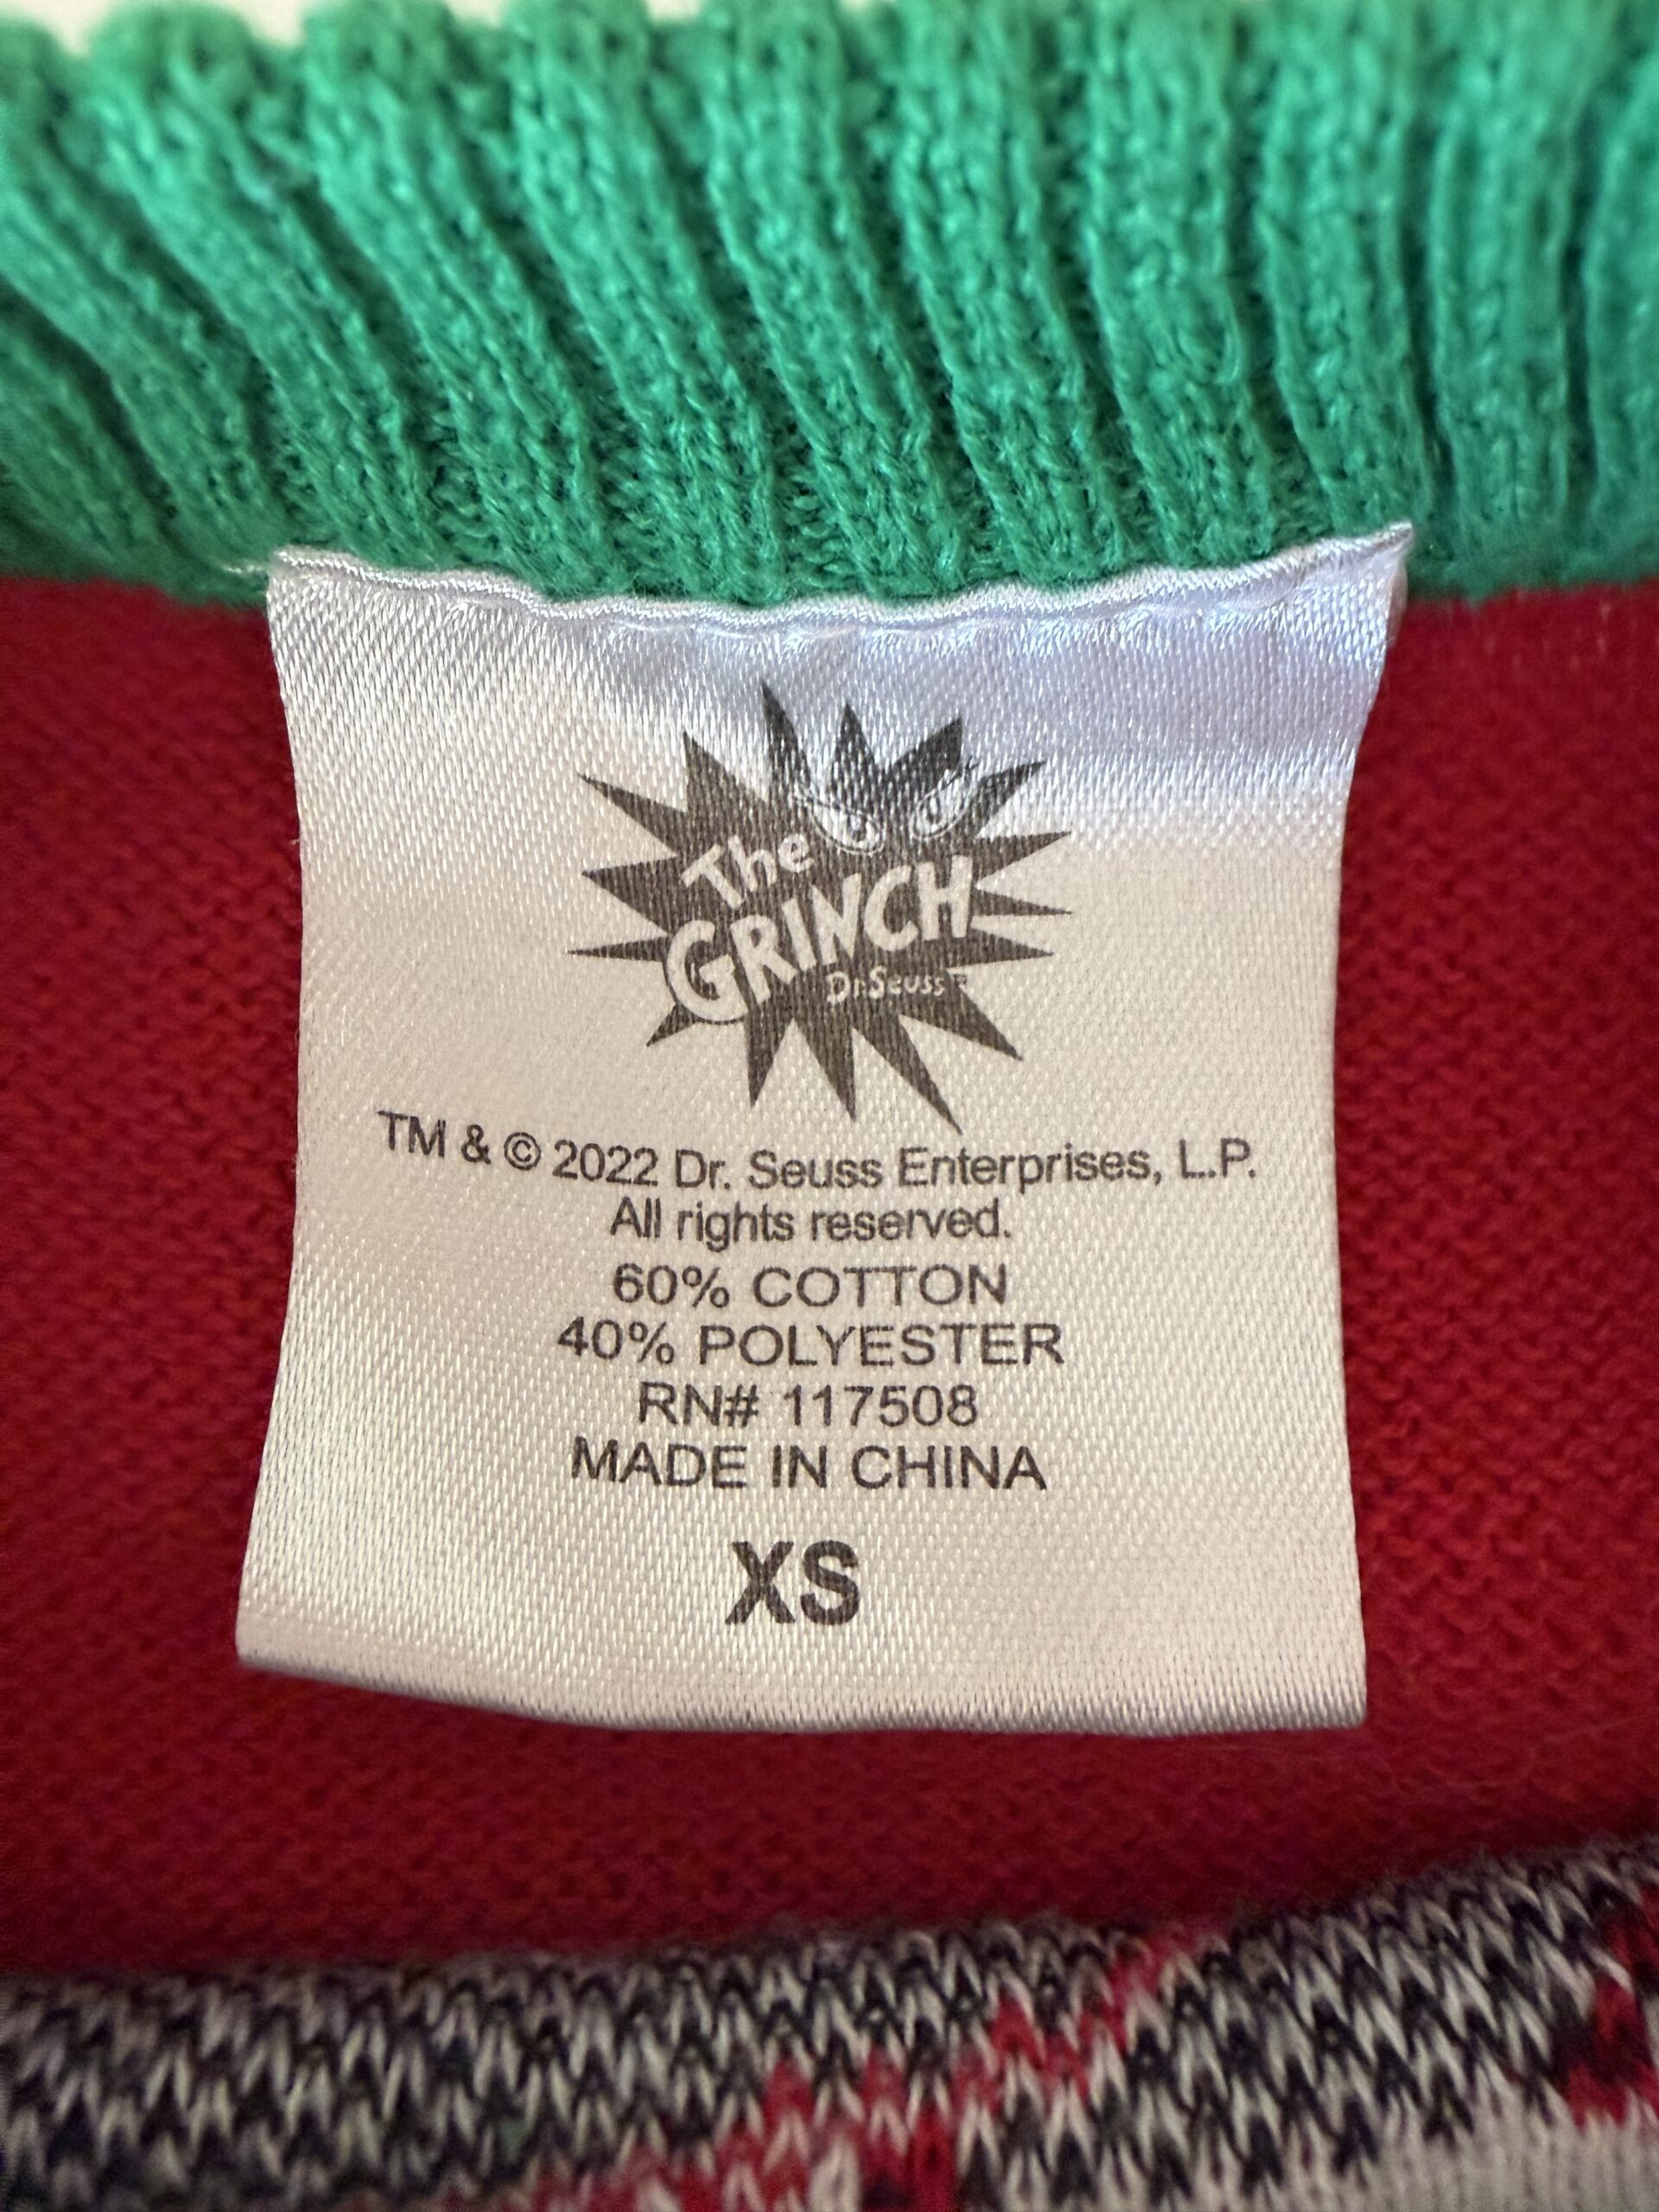 The
GRINCH
Dr. Seuss™
TM & © 2022 Dr. Seuss Enterprises, L.P.
All rights reserved.
60% COTTON
40% POLYESTER
RN# 117508
MADE IN CHINA
XS